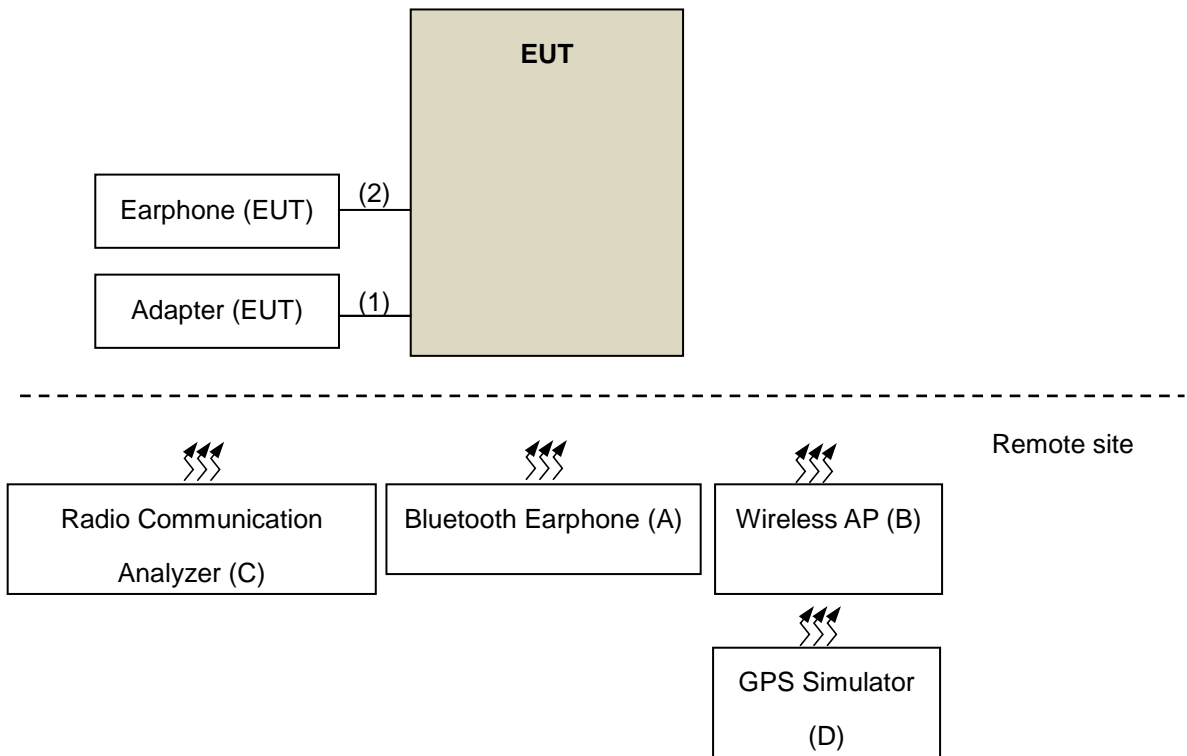 EUT
(2)
Earphone (EUT)
(1)
Adapter (EUT)
Remote site
Radio Communication
Analyzer (C)
Bluetooth Earphone (A)
Wireless AP (B)
GPS Simulator
(D)